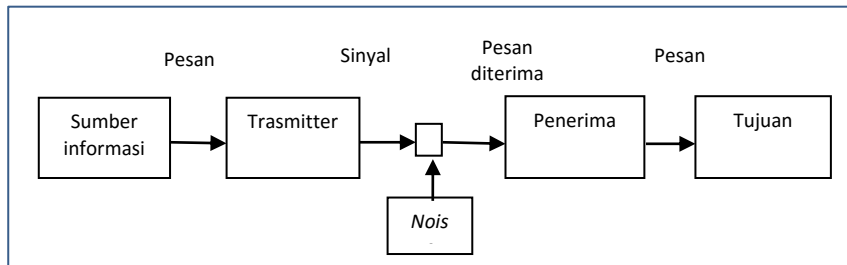 Pesan
Sinyal
Pesan
diterima
Pesan
Sumber
informasi
Trasmitter
Penerima
Tujuan
Nois